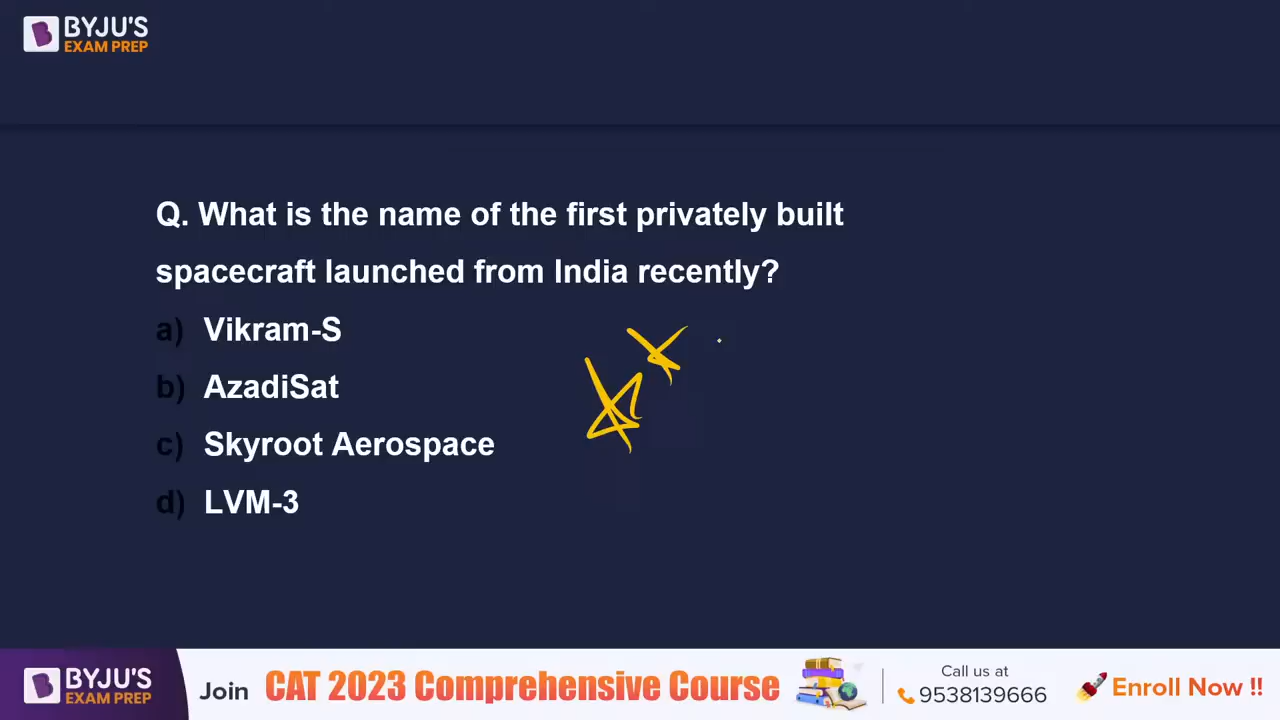 BYJU'S
EXAM PREP
Q. What is the name of the first privately built
spacecraft launched from India recently?
a) Vikram-S
b) AzadiSat
c) Skyroot Aerospace
d) LVM-3
BYJU'S
EXAM PREP
Join CAT 2023 Comprehensive Course
Call us at
9538139666
Enroll Now !!